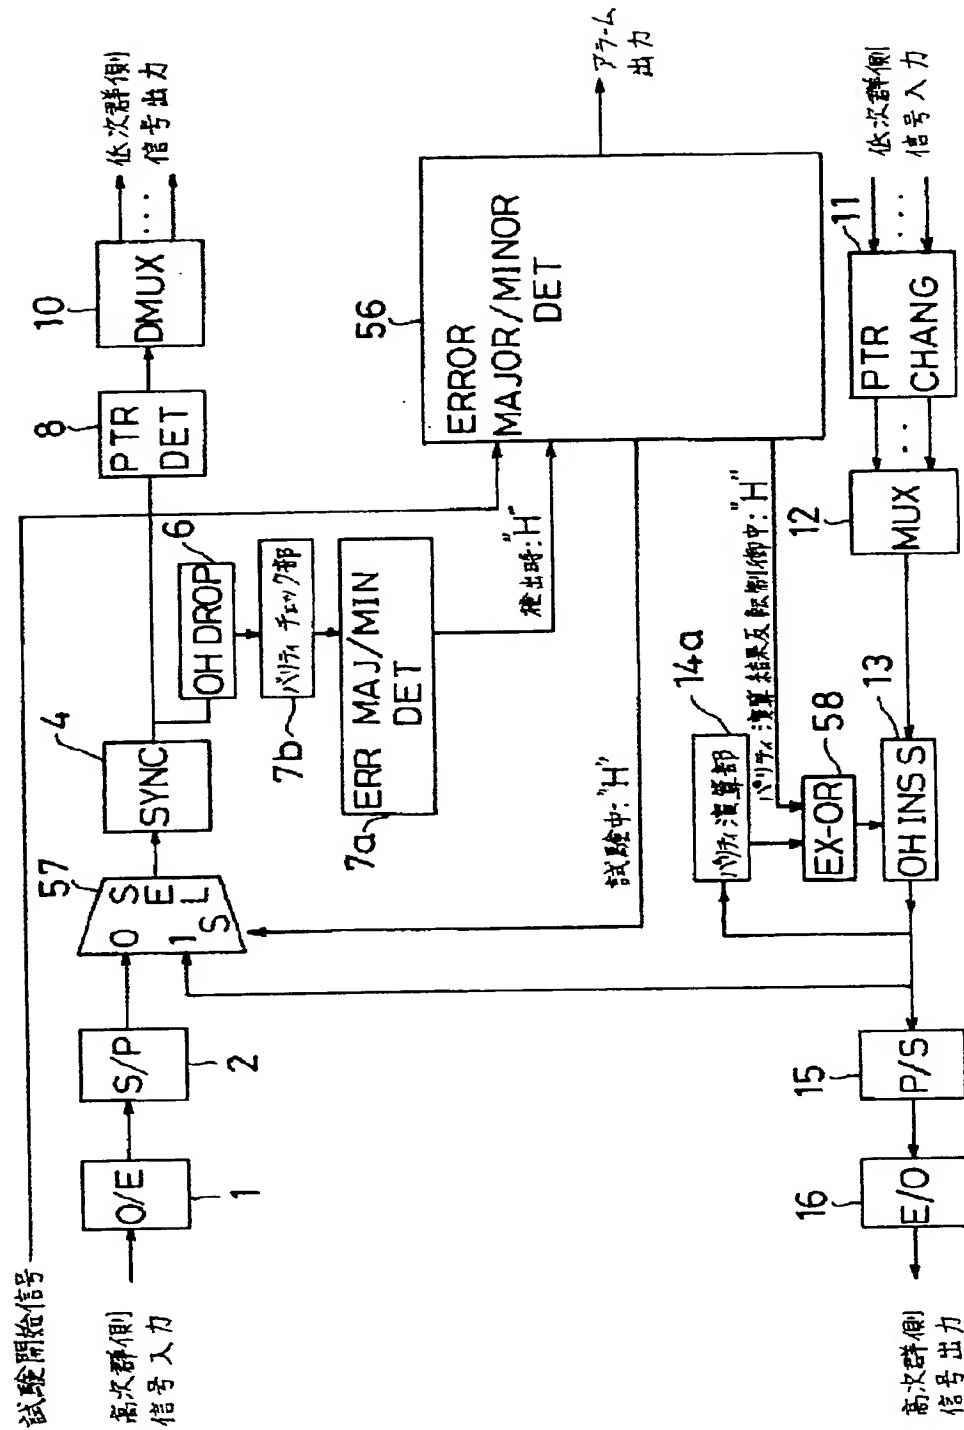 試験開始信号
高次群側
信号入力
O/E
1
S/P
2
0
1
SEL
S
57
SYNC
4
OH DROP
6
PTR
DET
8
DMUX
10
低次群側
信号出力
パリティチェック部
7b
ERR MAJ/MIN
DET
7a
検出時:"H"
ERROR
MAJOR/MINOR
DET
56
アラーム
出力
試験中:"H"
パリティ演算結果反転制御中:"H"
パリティ演算部
14a
EX-OR
58
OH INS S
13
MUX
12
PTR
CHANG
11
低次群側
信号入力
P/S
15
E/O
16
高次群側
信号出力